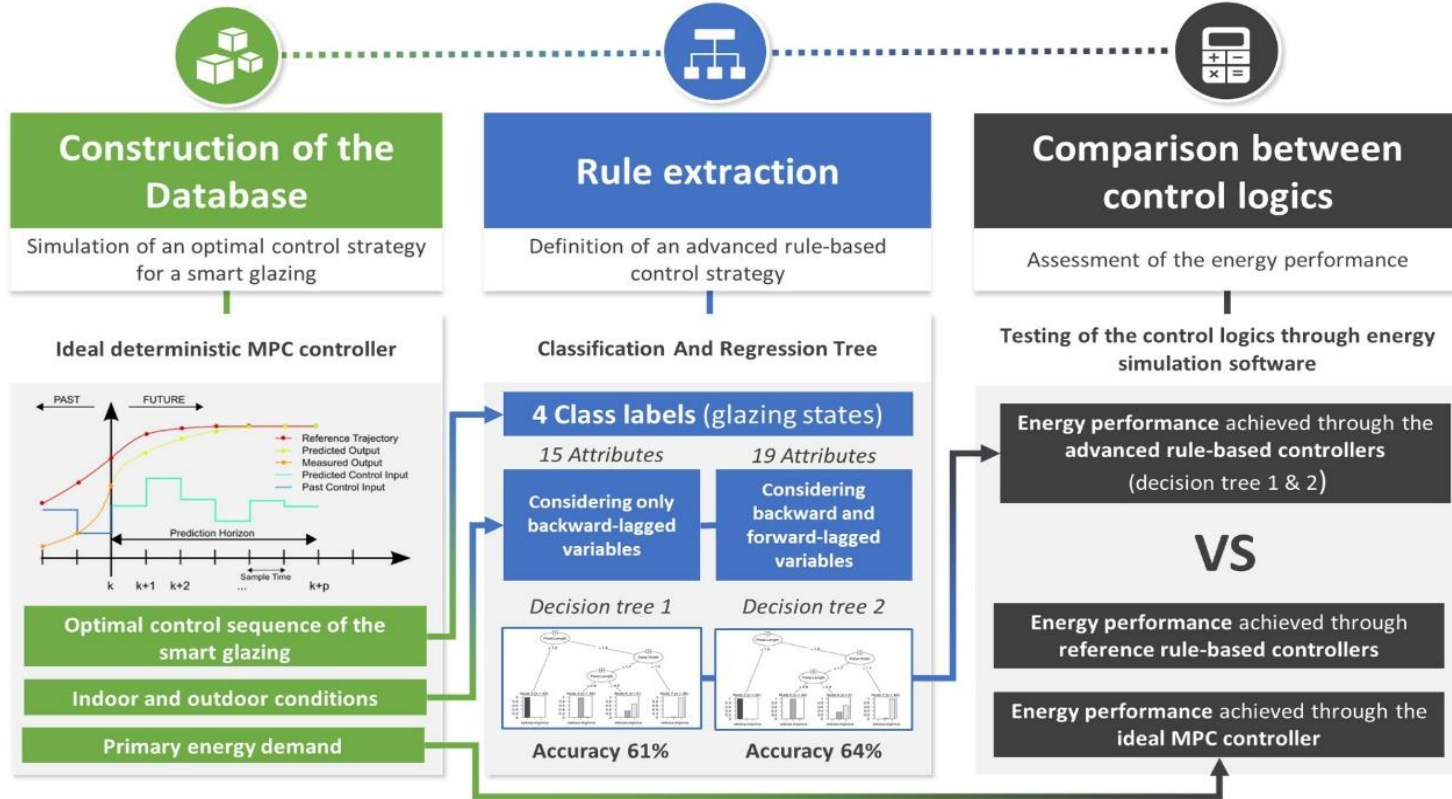 Construction of the
Database
Simulation of an optimal control strategy
for a smart glazing
Ideal deterministic MPC controller
PAST
FUTURE
Reference Trajectory
Predicted Output
Measured Output
Predicted Control Input
Past Control Input
Prediction Horizon
Sample Time
k
k+1
k+2
...
k+p
Optimal control sequence of the
smart glazing
Indoor and outdoor conditions
Primary energy demand
Rule extraction
Definition of an advanced rule-based
control strategy
Classification And Regression Tree
4 Class labels (glazing states)
15 Attributes
19 Attributes
Considering only
backward-lagged
variables
Considering
backward and
forward-lagged
variables
Decision tree 1
Decision tree 2
Accuracy 61%
Accuracy 64%
Comparison between
control logics
Assessment of the energy performance
Testing of the control logics through energy
simulation software
Energy performance achieved through the
advanced rule-based controllers
(decision tree 1 & 2)
VS
Energy performance achieved through
reference rule-based controllers
Energy performance achieved through the
ideal MPC controller